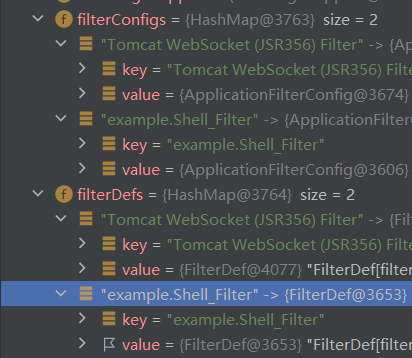 f filterConfigs = {HashMap@3763} size = 2
"Tomcat WebSocket (JSR356) Filter" -> {Ap
key = "Tomcat WebSocket (JSR356) Filte
value = {ApplicationFilterConfig@3674}
"example.Shell_Filter" -> {ApplicationFilterCo
key = "example.Shell_Filter"
value = {ApplicationFilterConfig@3606}
f filterDefs = {HashMap@3764} size = 2
"Tomcat WebSocket (JSR356) Filter" -> {Fil
key = "Tomcat WebSocket (JSR356) Filte
value = {FilterDef@4077} "FilterDef[filter
"example.Shell_Filter" -> {FilterDef@3653}
key = "example.Shell_Filter"
value = {FilterDef@3653} "FilterDef[filter